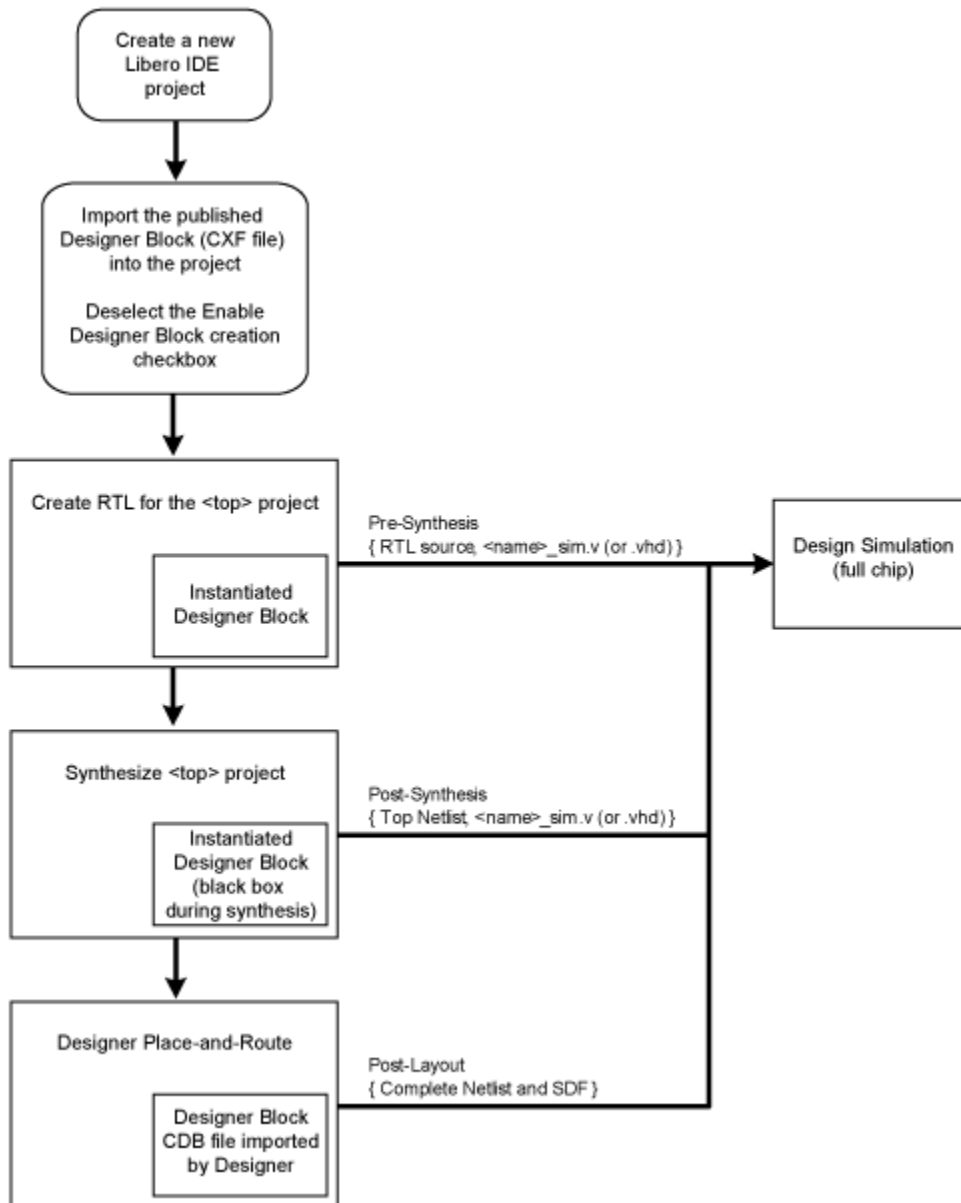 Create a new
Libero IDE
project
Import the published
Designer Block (CXF file)
into the project
Deselect the Enable
Designer Block creation
checkbox
Create RTL for the <top> project
Instantiated
Designer Block
Pre-Synthesis
{ RTL source, <name>_sim.v (or .vhd) }
Design Simulation
(full chip)
Synthesize <top> project
Instantiated
Designer Block
(black box
during synthesis)
Post-Synthesis
{ Top Netlist, <name>_sim.v (or .vhd) }
Designer Place-and-Route
Designer Block
CDB file imported
by Designer
Post-Layout
{ Complete Netlist and SDF }